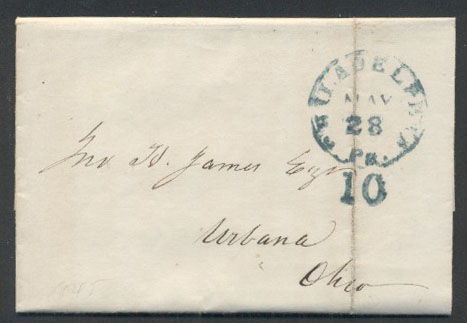 PHILADELPHIA
MAY
28
Pa.
10
Jno H. James Esqr
Urbana
Ohio